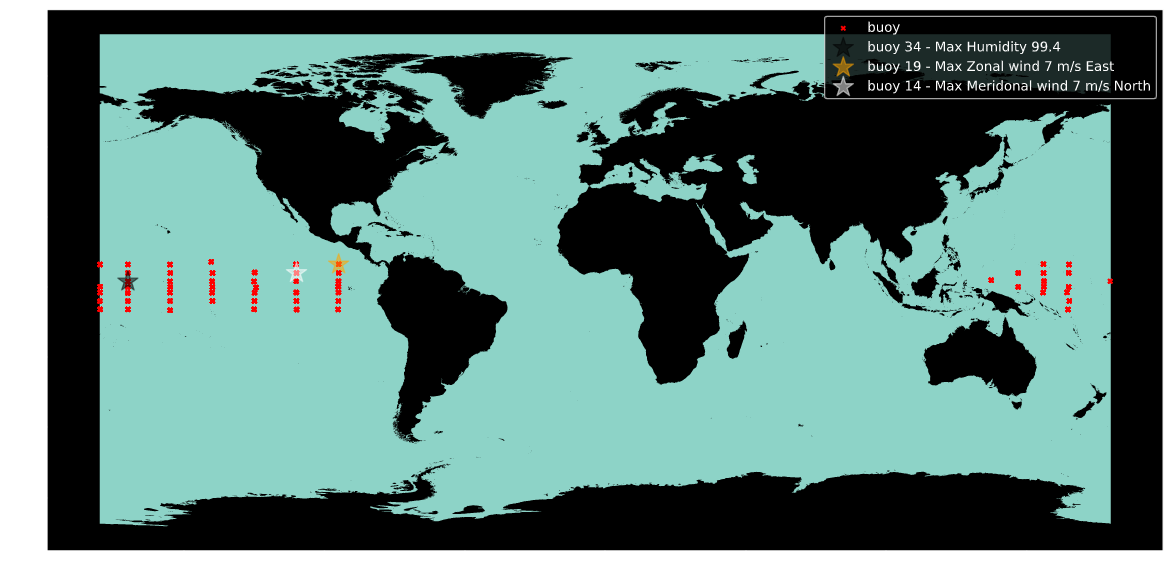 buoy
buoy 34 - Max Humidity 99.4
buoy 19 - Max Zonal wind 7 m/s East
buoy 14 - Max Meridonal wind 7 m/s North